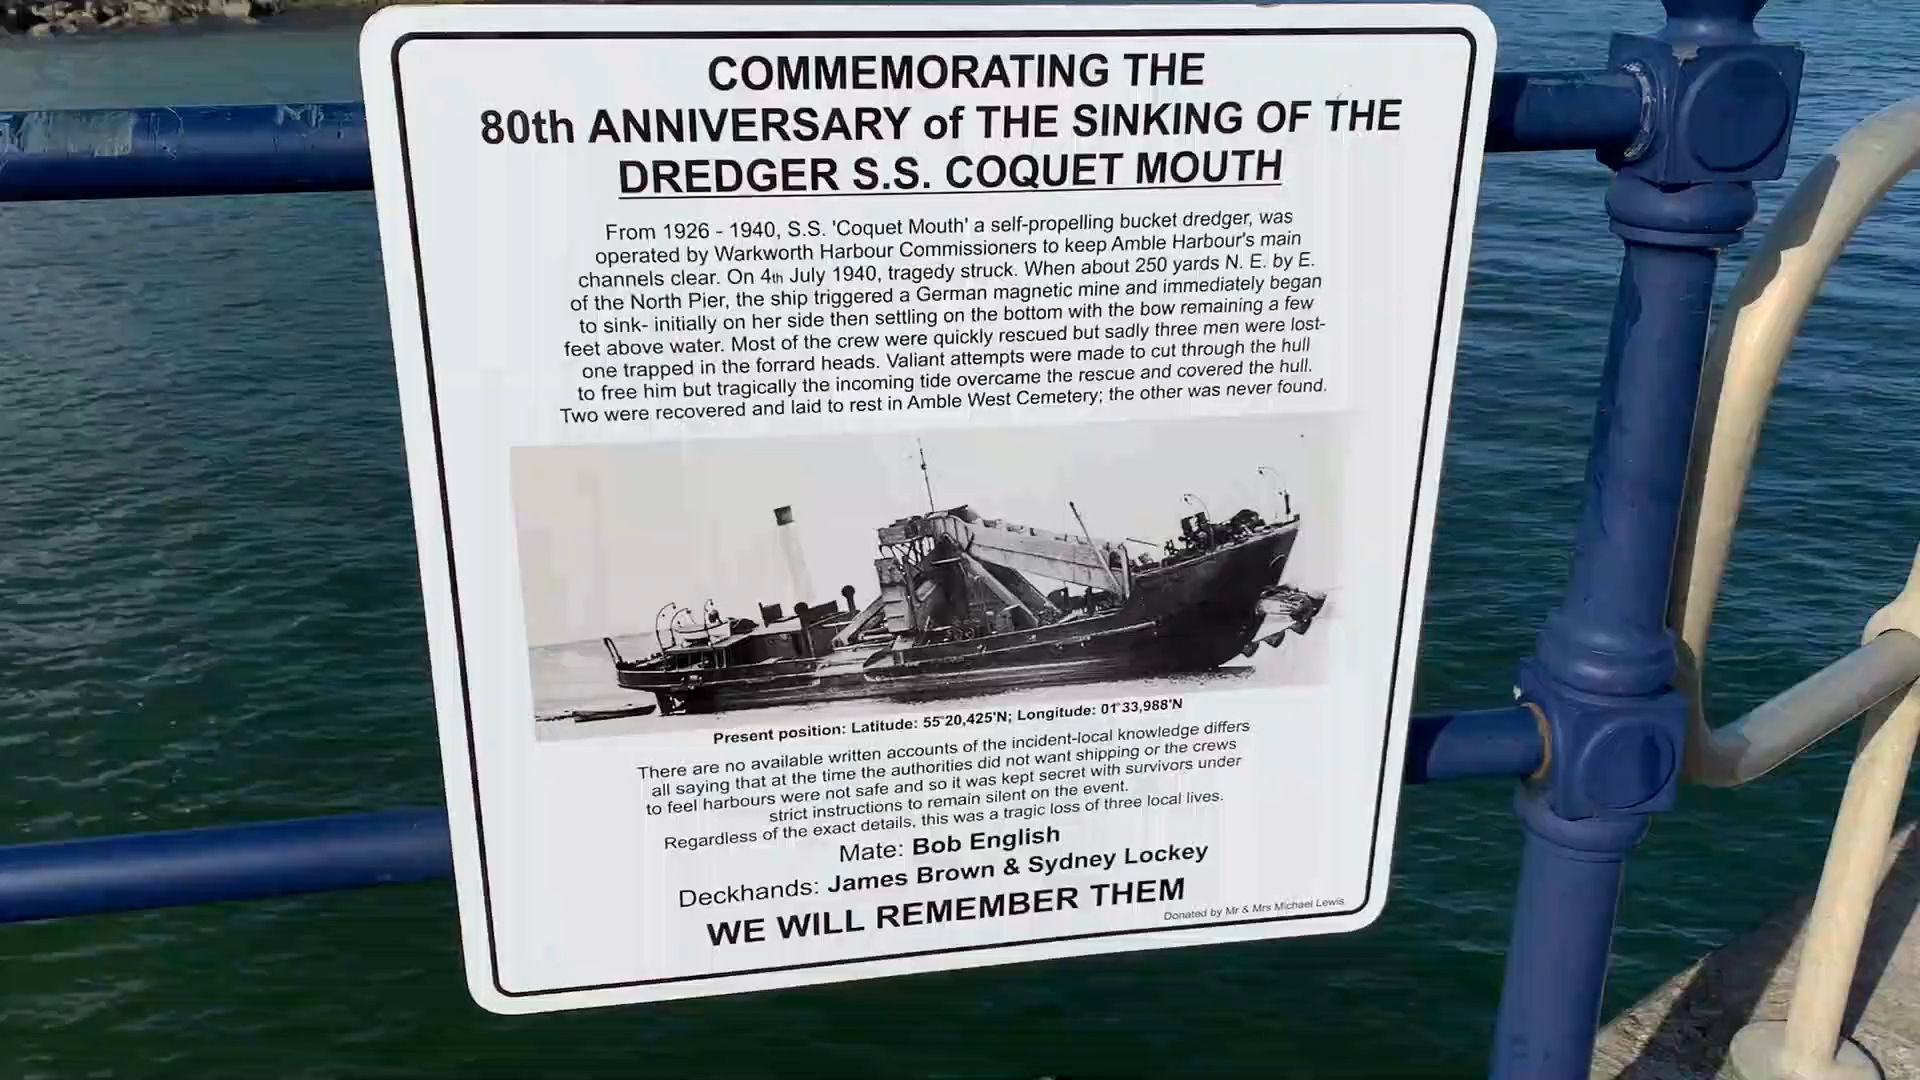 COMMEMORATING THE
80th ANNIVERSARY of THE SINKING OF THE
DREDGER S.S. COQUET MOUTH
From 1926 - 1940, S.S. 'Coquet Mouth' a self-propelling bucket dredger, was
operated by Warkworth Harbour Commissioners to keep Amble Harbour's main
channels clear. On 4th July 1940, tragedy struck. When about 250 yards N. E. by E.
of the North Pier, the ship triggered a German magnetic mine and immediately began
to sink- initially on her side then settling on the bottom with the bow remaining a few
feet above water. Most of the crew were quickly rescued but sadly three men were lost-
one trapped in the forrard heads. Valiant attempts were made to cut through the hull
to free him but tragically the incoming tide overcame the rescue and covered the hull.
Two were recovered and laid to rest in Amble West Cemetery; the other was never found.
Present position: Latitude: 55°20,425'N; Longitude: 01°33,988'N
There are no available written accounts of the incident-local knowledge differs
all saying that at the time the authorities did not want shipping or the crews
to feel harbours were not safe and so it was kept secret with survivors under
strict instructions to remain silent on the event.
Regardless of the exact details, this was a tragic loss of three local lives.
Mate: Bob English
Deckhands: James Brown & Sydney Lockey
WE WILL REMEMBER THEM
Donated by Mr & Mrs Michael Lewis